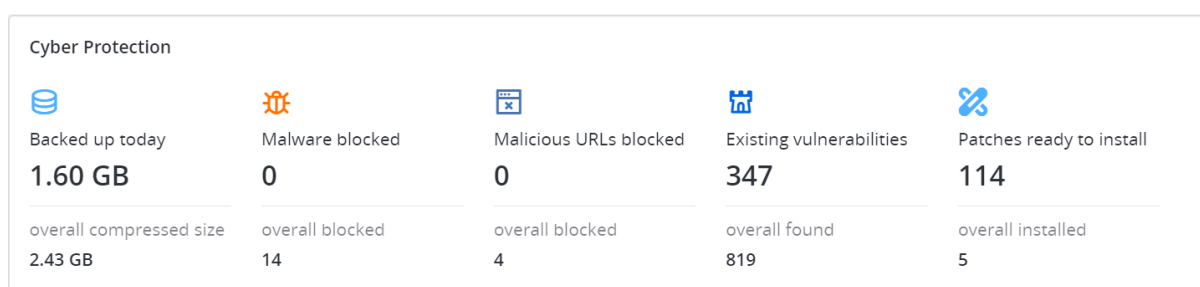 Cyber Protection
Backed up today
1.60 GB
overall compressed size
2.43 GB
Malware blocked
0
overall blocked
14
Malicious URLs blocked
0
overall blocked
4
Existing vulnerabilities
347
overall found
819
Patches ready to install
114
overall installed
5